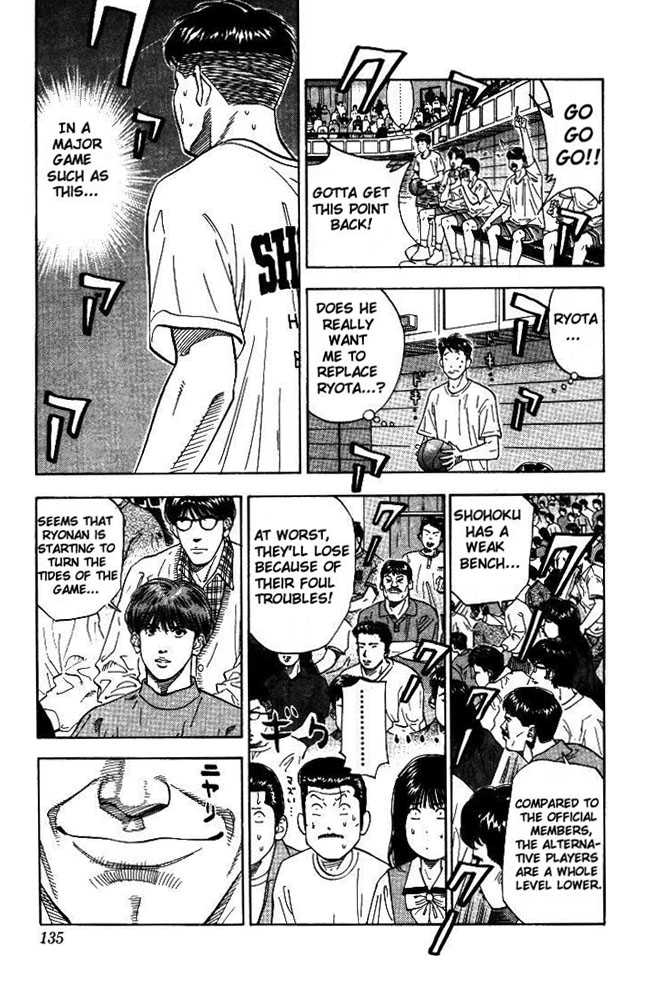 GO
GO
GO!!
GOTTA GET
THIS POINT
BACK!
RYOTA
...
DOES HE
REALLY
WANT
ME TO
REPLACE
RYOTA...?
IN A
MAJOR
GAME
SUCH AS
THIS...
SH
H
B
SHOHOKU
HAS A
WEAK
BENCH...
COMPARED TO
THE OFFICIAL
MEMBERS,
THE ALTERNA-
TIVE PLAYERS
ARE A WHOLE
LEVEL LOWER.
AT WORST,
THEY'LL LOSE
BECAUSE OF
THEIR FOUL
TROUBLES!
ギクッ
SEEMS THAT
RYONAN IS
STARTING TO
TURN THE
TIDES OF THE
GAME...
ニヤリ
135